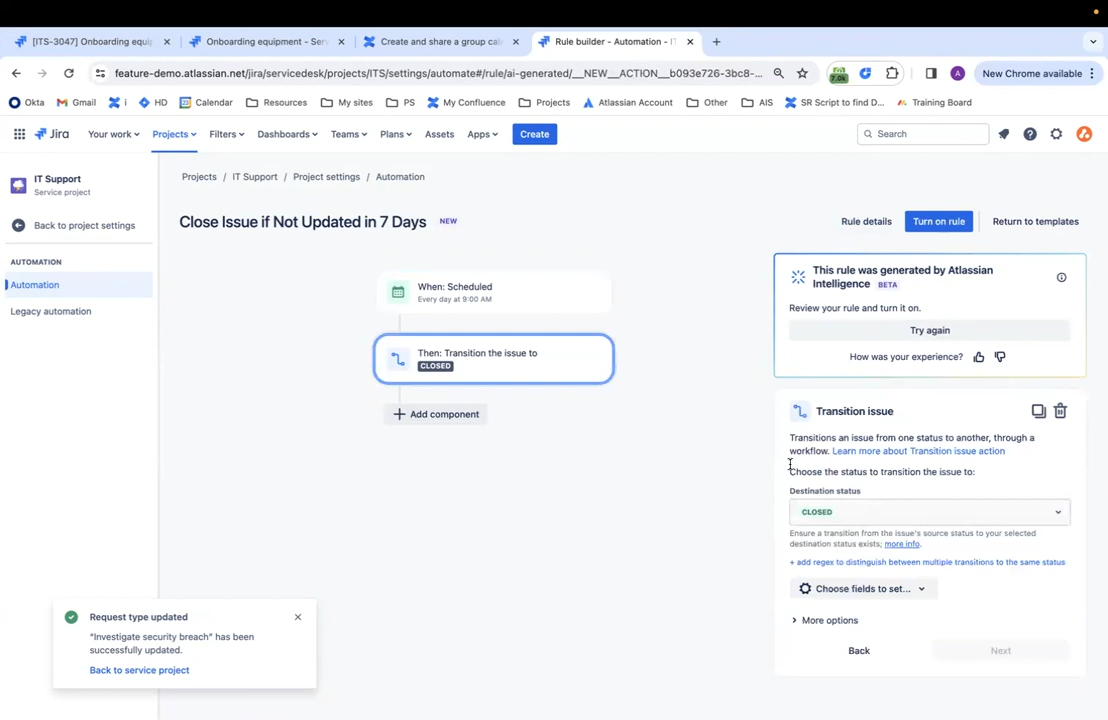 [ITS-3047] Onboarding equip
Onboarding equipment - Serv
Create and share a group cal
Rule builder - Automation - IT
feature-demo.atlassian.net/jira/servicedesk/projects/ITS/settings/automate#/rule/ai-generated/__NEW__ACTION__b093e726-3bc8-...
7.0k
A
New Chrome available
Okta
Gmail
i
HD
Calendar
Resources
My sites
PS
My Confluence
Projects
Atlassian Account
Other
AIS
SR Script to find D...
Training Board
Jira
Your work
Projects
Filters
Dashboards
Teams
Plans
Assets
Apps
Create
Search
IT Support
Service project
Back to project settings
AUTOMATION
Automation
Legacy automation
Projects / IT Support / Project settings / Automation
Close Issue if Not Updated in 7 Days NEW
Rule details
Turn on rule
Return to templates
When: Scheduled
Every day at 9:00 AM
Then: Transition the issue to
CLOSED
Add component
This rule was generated by Atlassian
Intelligence BETA
Review your rule and turn it on.
Try again
How was your experience?
Transition issue
Transitions an issue from one status to another, through a
workflow. Learn more about Transition issue action
Choose the status to transition the issue to:
Destination status
CLOSED
Ensure a transition from the issue's source status to your selected
destination status exists; more info.
+ add regex to distinguish between multiple transitions to the same status
Choose fields to set...
More options
Back
Next
Request type updated
"Investigate security breach" has been
successfully updated.
Back to service project